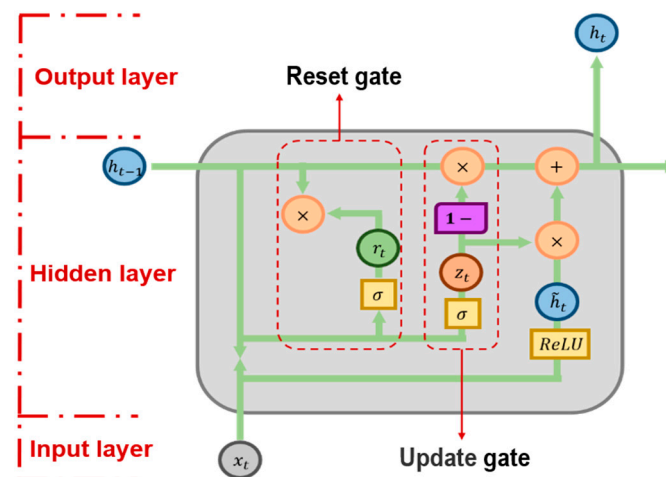 h_t
Output layer
Reset gate
h_{t-1}
×
+
×
1 −
×
r_t
Hidden layer
z_t
σ
σ
h̃_t
ReLU
Input layer
x_t
Update gate